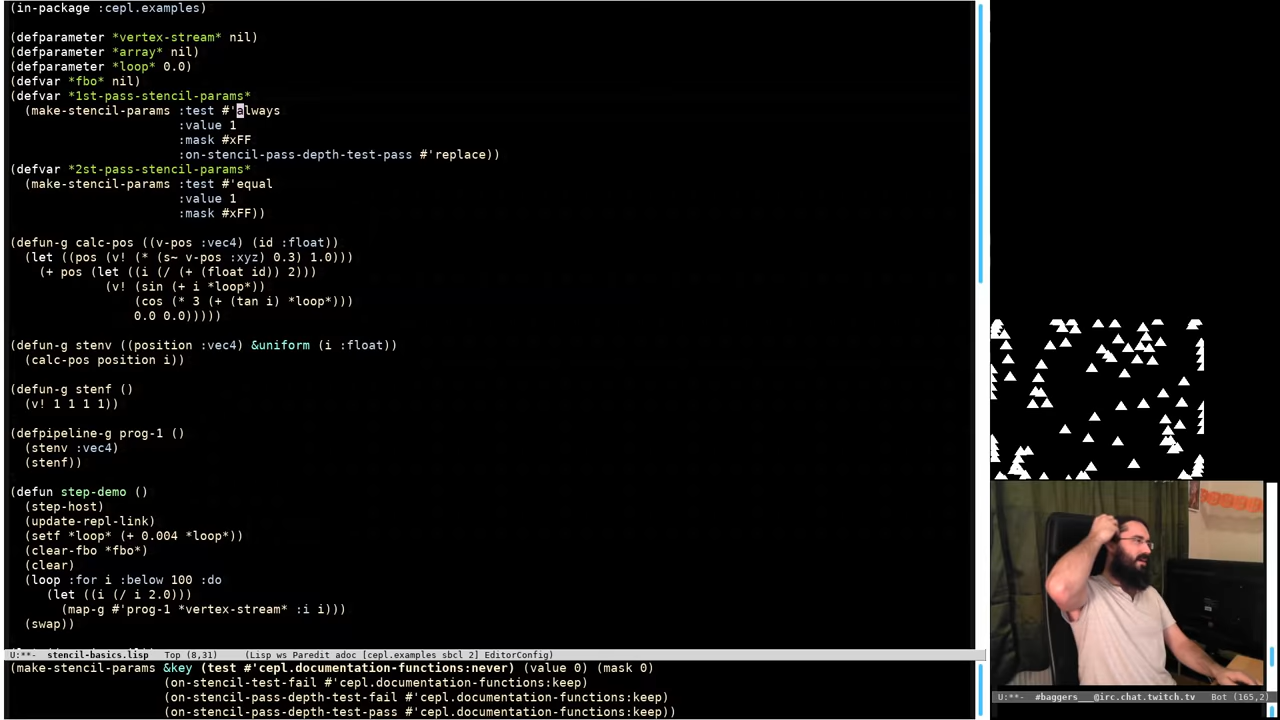 (in-package :cepl.examples)
(defparameter *vertex-stream* nil)
(defparameter *array* nil)
(defparameter *loop* 0.0)
(defvar *fbo* nil)
(defvar *1st-pass-stencil-params*
(make-stencil-params :test #'always
:value 1
:mask #xFF
:on-stencil-pass-depth-test-pass #'replace))
(defvar *2st-pass-stencil-params*
(make-stencil-params :test #'equal
:value 1
:mask #xFF))
(defun-g calc-pos ((v-pos :vec4) (id :float))
(let ((pos (v! (* (s~ v-pos :xyz) 0.3) 1.0)))
(+ pos (let ((i (/ (+ (float id)) 2)))
(v! (sin (+ i *loop*))
(cos (* 3 (+ (tan i) *loop*)))
0.0 0.0)))))
(defun-g stenv ((position :vec4) &uniform (i :float))
(calc-pos position i))
(defun-g stenf ()
(v! 1 1 1 1))
(defpipeline-g prog-1 ()
(stenv :vec4)
(stenf))
(defun step-demo ()
(step-host)
(update-repl-link)
(setf *loop* (+ 0.004 *loop*))
(clear-fbo *fbo*)
(clear)
(loop :for i :below 100 :do
(let ((i (/ i 2.0)))
(map-g #'prog-1 *vertex-stream* :i i)))
(swap))
U:**-  stencil-basics.lisp   Top (8,31)     (Lisp ws Paredit adoc [cepl.examples sbcl 2] EditorConfig)
(make-stencil-params &key (test #'cepl.documentation-functions:never) (value 0) (mask 0)
(on-stencil-test-fail #'cepl.documentation-functions:keep)
(on-stencil-pass-depth-test-fail #'cepl.documentation-functions:keep)
(on-stencil-pass-depth-test-pass #'cepl.documentation-functions:keep))
U:**-  #baggers___@irc.chat.twitch.tv   Bot (165,2)